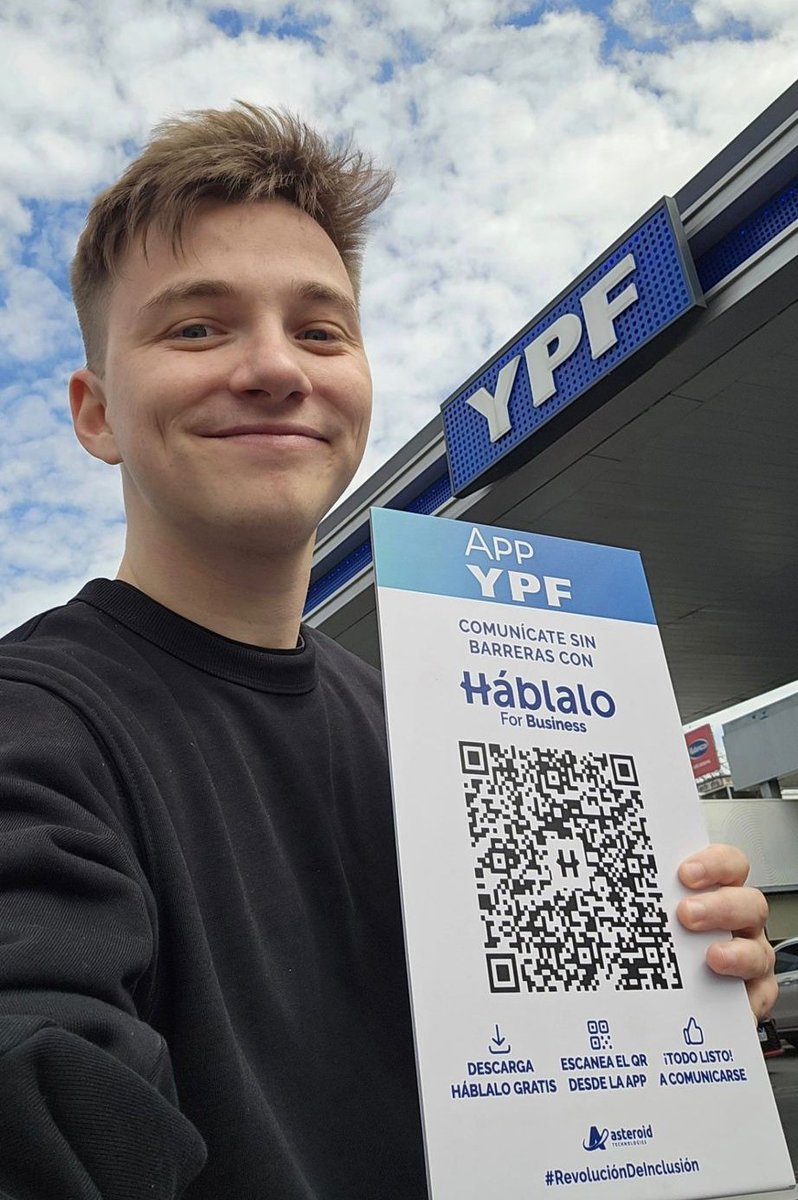 YPF
APP
YPF
COMUNÍCATE SIN
BARRERAS CON
Háblalo
For Business
DESCARGA
HÁBLALO GRATIS
ESCANEA EL QR
DESDE LA APP
¡TODO LISTO!
A COMUNICARSE
asteroid
TECHNOLOGIES
#RevoluciónDeInclusión